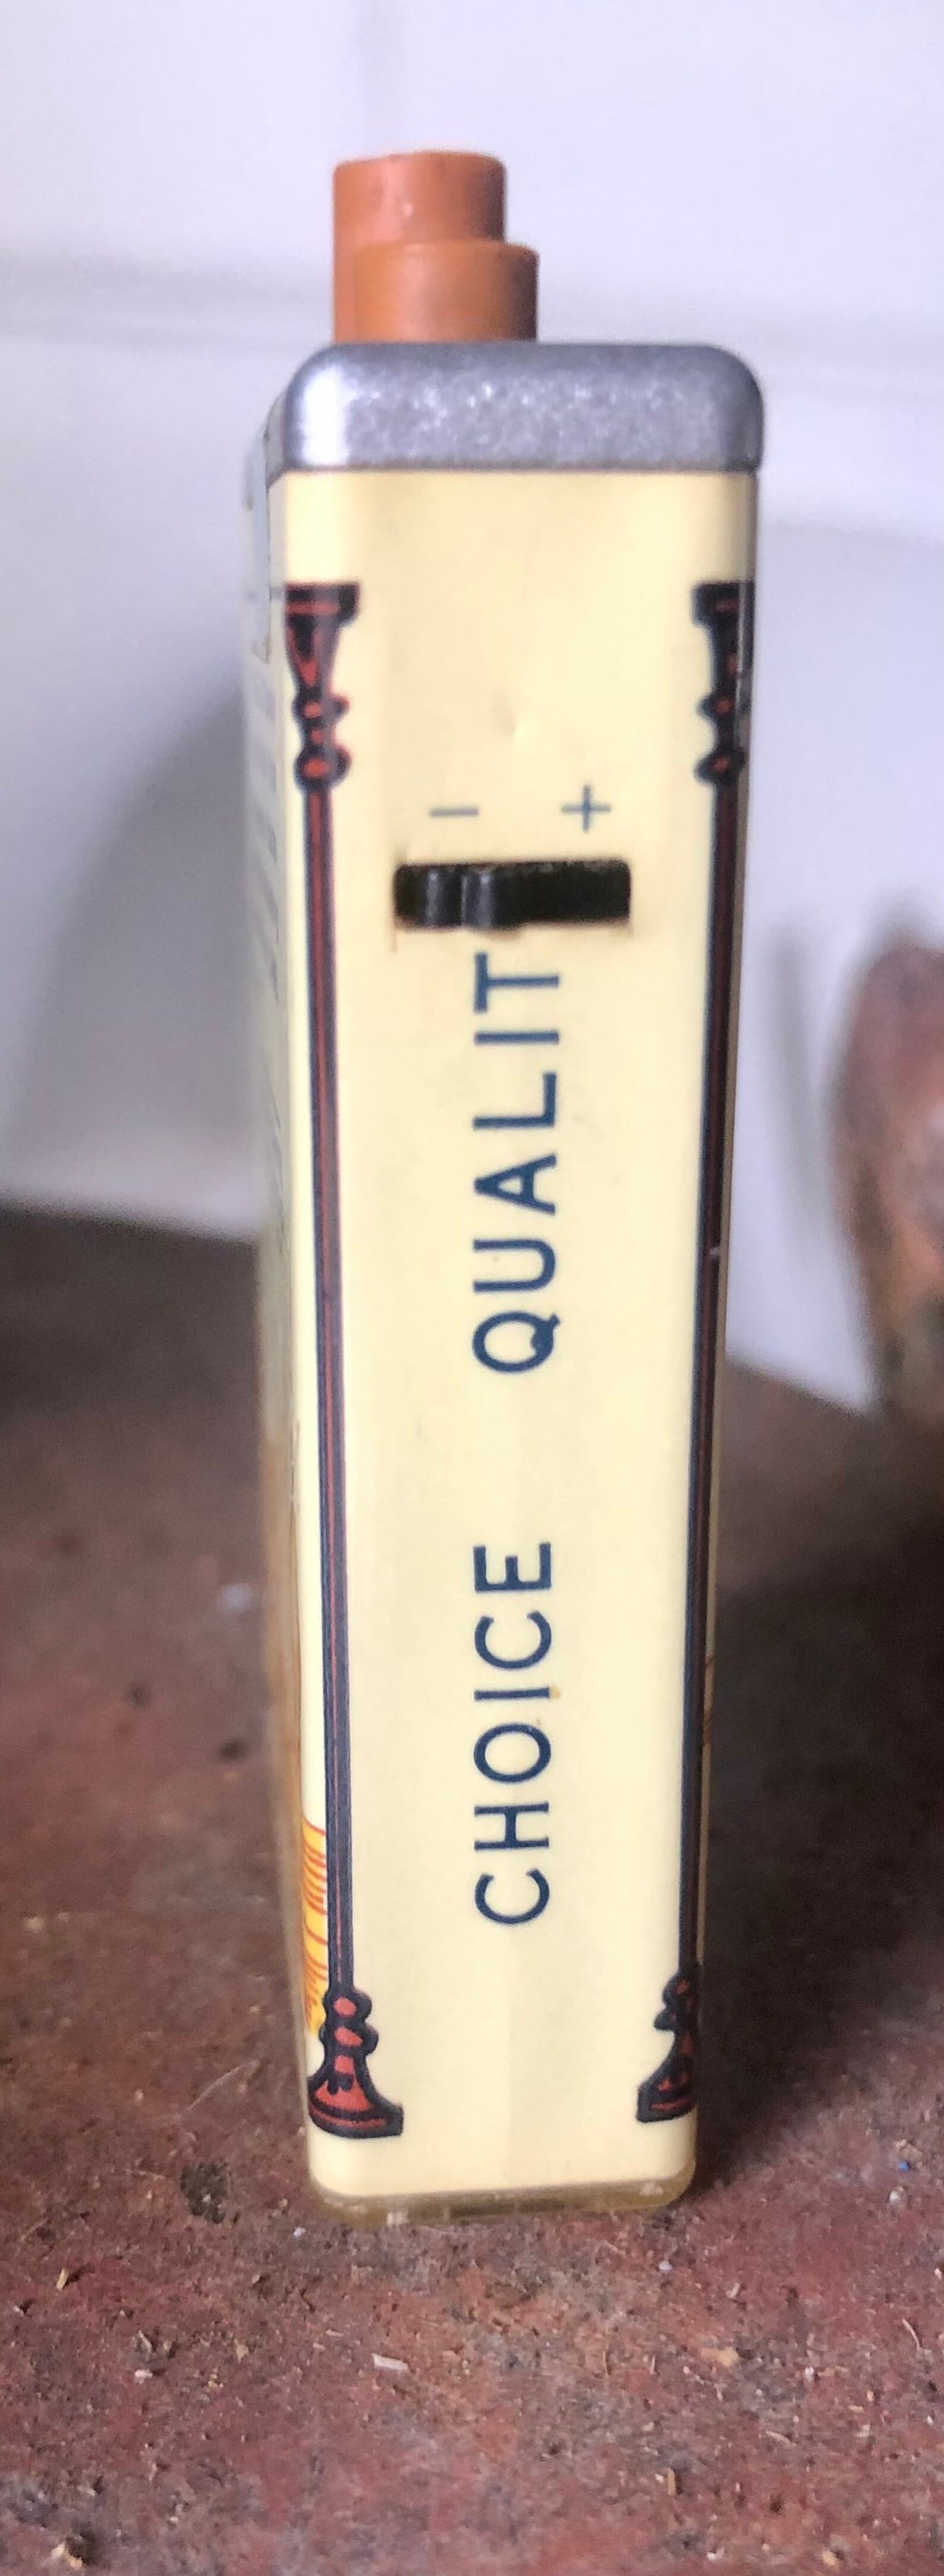 - +
CHOICE QUALIT